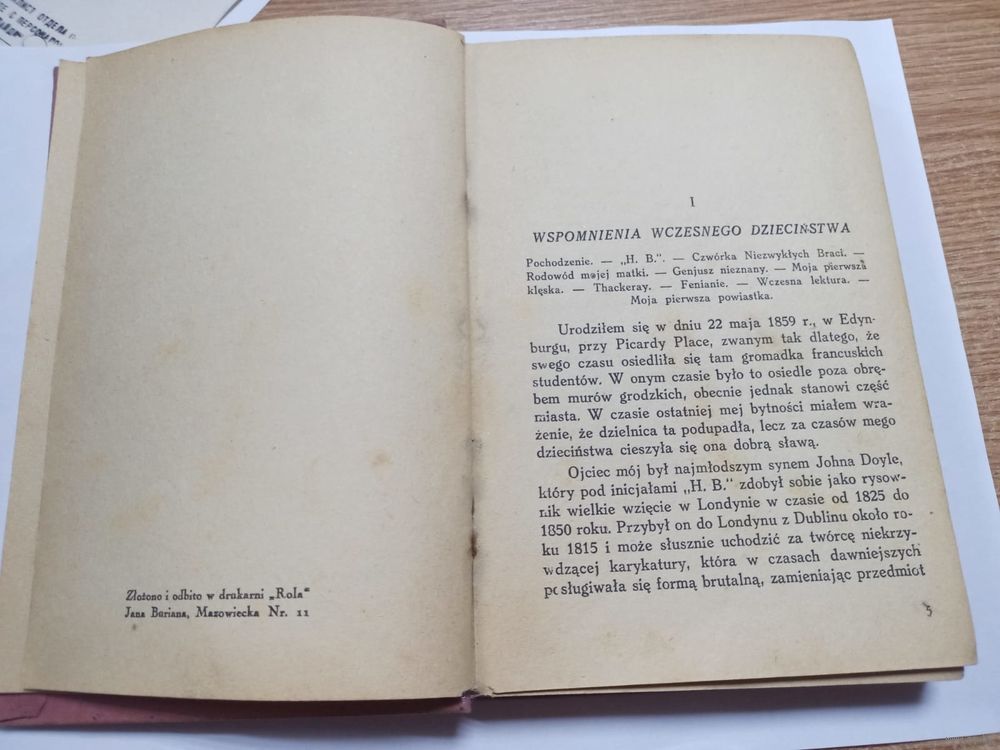 ОТДЕЛА
Złożono i odbito w drukarni „Rola"
Jana Buriana, Mazowiecka Nr. 11
I
WSPOMNIENIA WCZESNEGO DZIECIŃSTWA
Pochodzenie. — „H. B.". — Czwórka Niezwykłych Braci. —
Rodowód mojej matki. — Genjusz nieznany. — Moja pierwsza
klęska. — Thackeray. — Fenianie. — Wczesna lektura. —
Moja pierwsza powiastka.
Urodziłem się w dniu 22 maja 1859 r., w Edyn-
burgu, przy Picardy Place, zwanym tak dlatego, że
swego czasu osiedliła się tam gromadka francuskich
studentów. W onym czasie było to osiedle poza obrę-
bem murów grodzkich, obecnie jednak stanowi część
miasta. W czasie ostatniej mej bytności miałem wra-
żenie, że dzielnica ta podupadła, lecz za czasów mego
dzieciństwa cieszyła się ona dobrą sławą.
Ojciec mój był najmłodszym synem Johna Doyle,
który pod inicjałami „H. B." zdobył sobie jako rysow-
nik wielkie wzięcie w Londynie w czasie od 1825 do
1850 roku. Przybył on do Londynu z Dublinu około ro-
ku 1815 i może słusznie uchodzić za twórcę niekrzy-
wdzącej karykatury, która w czasach dawniejszych
posługiwała się formą brutalną, zamieniając przedmiot
5